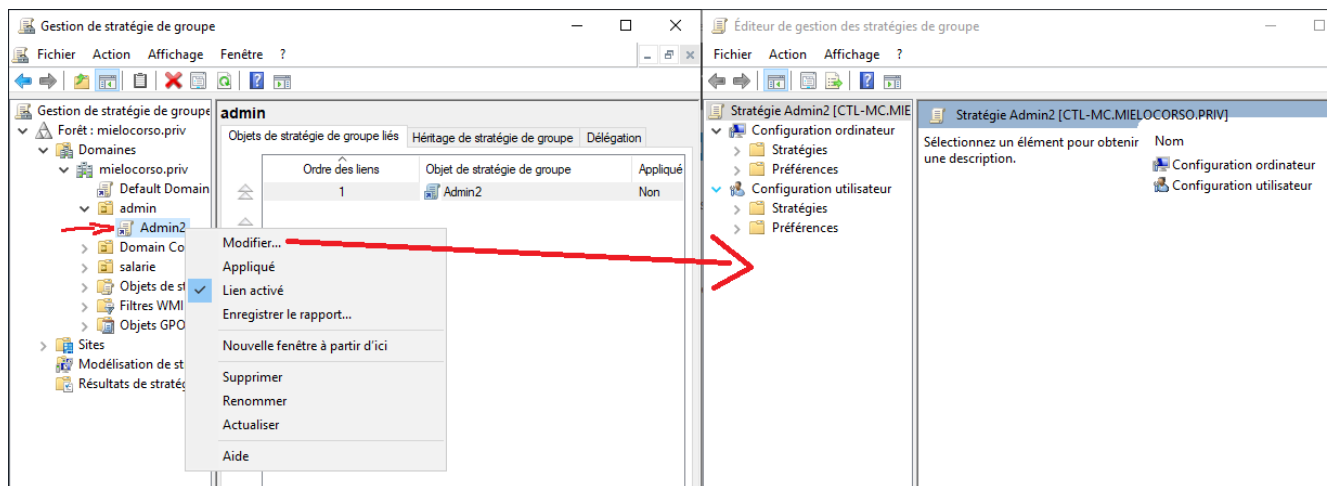 Gestion de stratégie de groupe
Fichier Action Affichage Fenêtre ?
Gestion de stratégie de groupe
Forêt : mielocorso.priv
Domaines
mielocorso.priv
Default Domain
admin
Admin2
Domain Co
salarie
Objets de st
Filtres WMI
Objets GPO
Sites
Modélisation de st
Résultats de straté
admin
Objets de stratégie de groupe liés Héritage de stratégie de groupe Délégation
Ordre des liens Objet de stratégie de groupe Appliqué
1 Admin2 Non
Modifier...
Appliqué
Lien activé
Enregistrer le rapport...
Nouvelle fenêtre à partir d'ici
Supprimer
Renommer
Actualiser
Aide
Éditeur de gestion des stratégies de groupe
Fichier Action Affichage ?
Stratégie Admin2 [CTL-MC.MIE
Configuration ordinateur
Stratégies
Préférences
Configuration utilisateur
Stratégies
Préférences
Stratégie Admin2 [CTL-MC.MIELOCORSO.PRIV]
Sélectionnez un élément pour obtenir
une description.
Nom
Configuration ordinateur
Configuration utilisateur